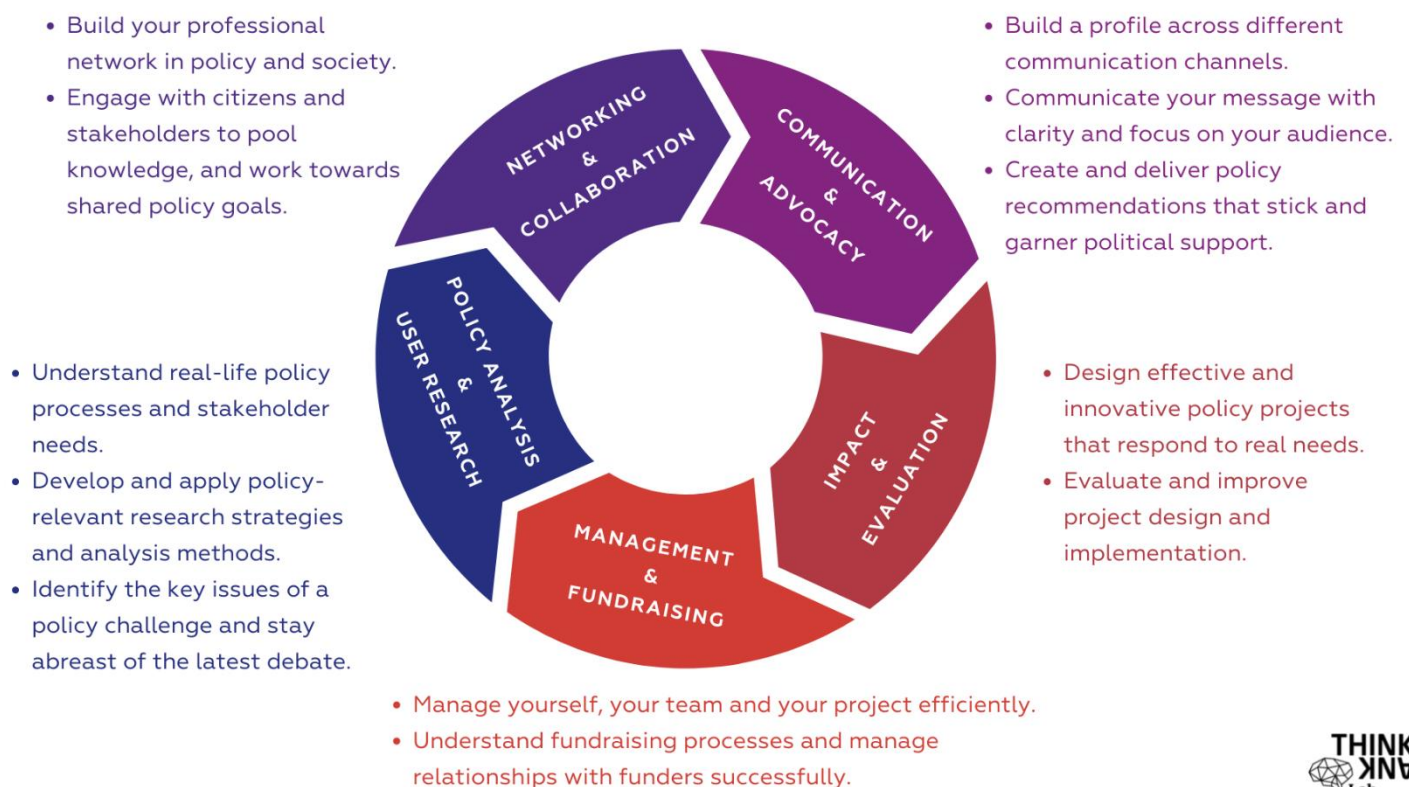 • Build your professional
network in policy and society.
• Engage with citizens and
stakeholders to pool
knowledge, and work towards
shared policy goals.
NETWORKING
&
COLLABORATION
COMMUNICATION
&
ADVOCACY
• Build a profile across different
communication channels.
• Communicate your message with
clarity and focus on your audience.
• Create and deliver policy
recommendations that stick and
garner political support.
• Understand real-life policy
processes and stakeholder
needs.
• Develop and apply policy-
relevant research strategies
and analysis methods.
• Identify the key issues of a
policy challenge and stay
abreast of the latest debate.
POLICY ANALYSIS
&
USER RESEARCH
IMPACT
&
EVALUATION
• Design effective and
innovative policy projects
that respond to real needs.
• Evaluate and improve
project design and
implementation.
MANAGEMENT
&
FUNDRAISING
• Manage yourself, your team and your project efficiently.
• Understand fundraising processes and manage
relationships with funders successfully.
THINK